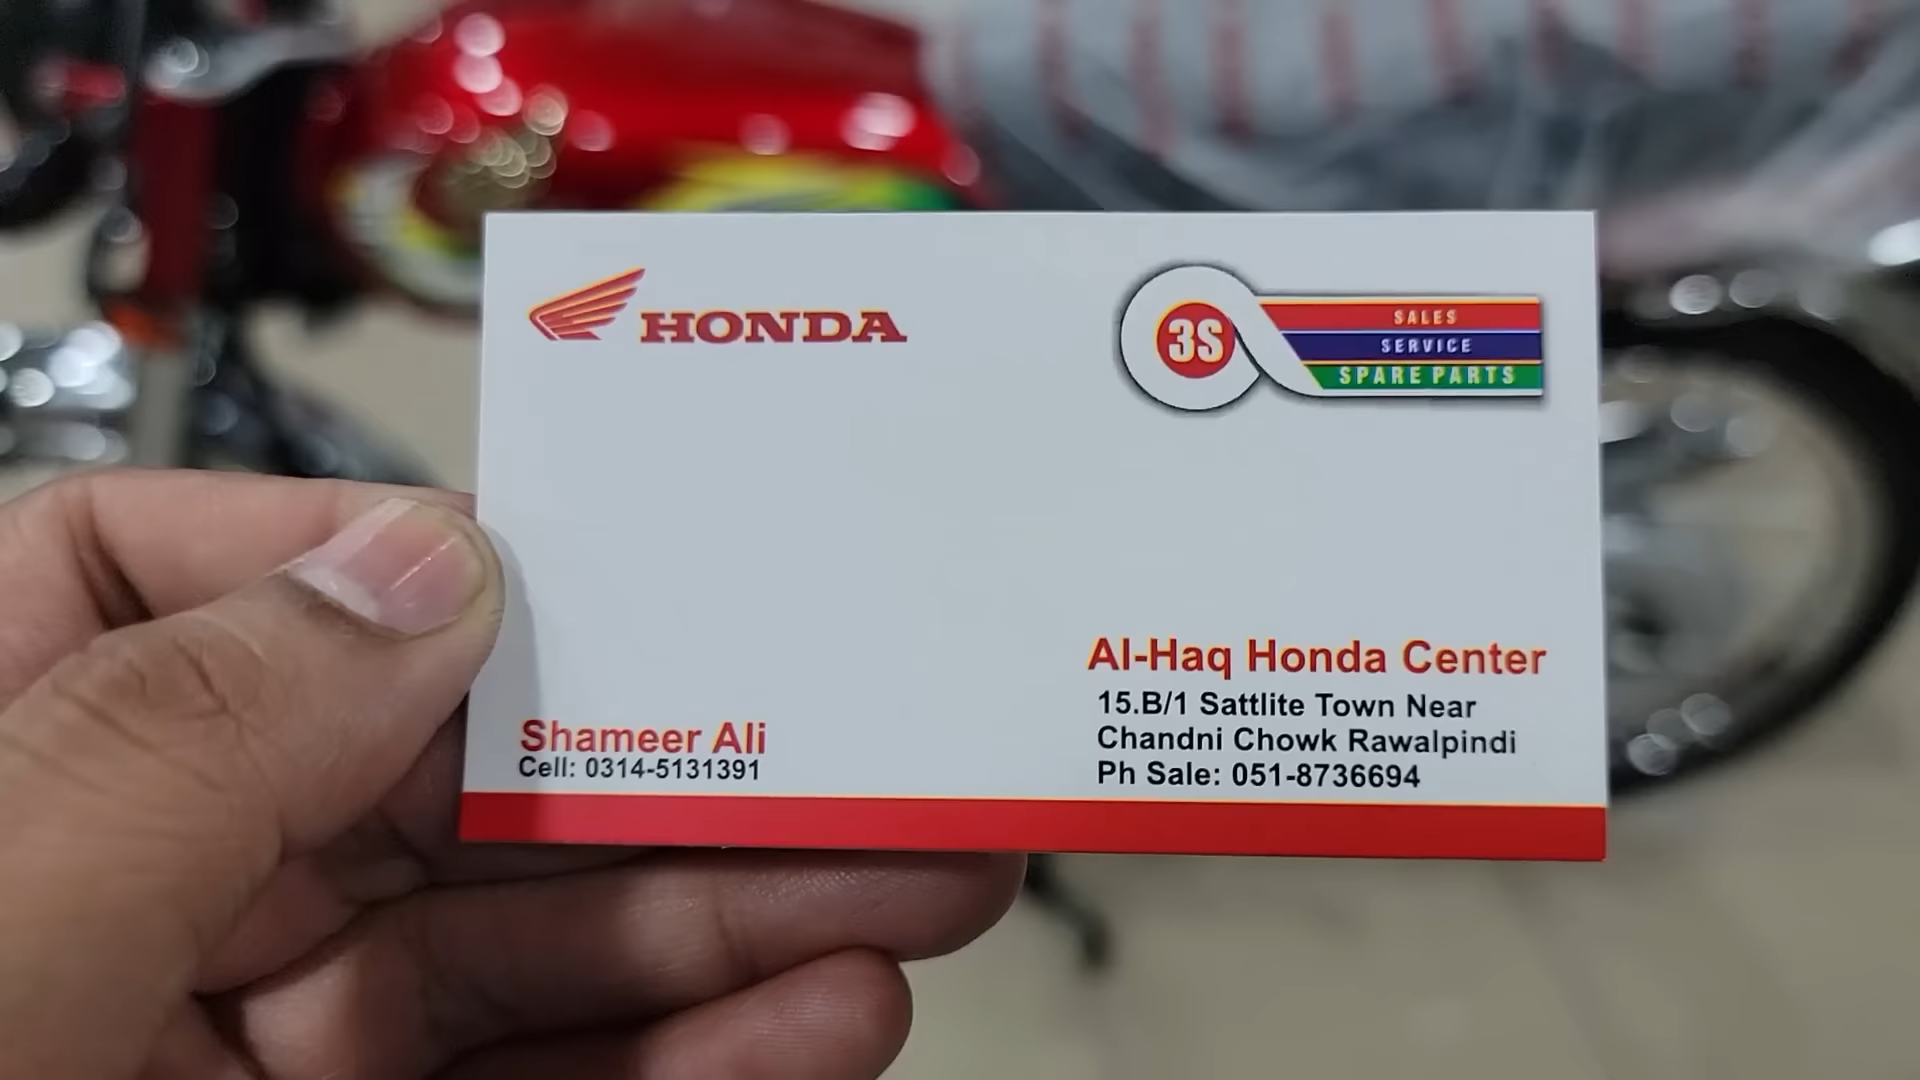 HONDA
3S
SALES
SERVICE
SPARE PARTS
Al-Haq Honda Center
15.B/1 Sattlite Town Near
Chandni Chowk Rawalpindi
Ph Sale: 051-8736694
Shameer Ali
Cell: 0314-5131391